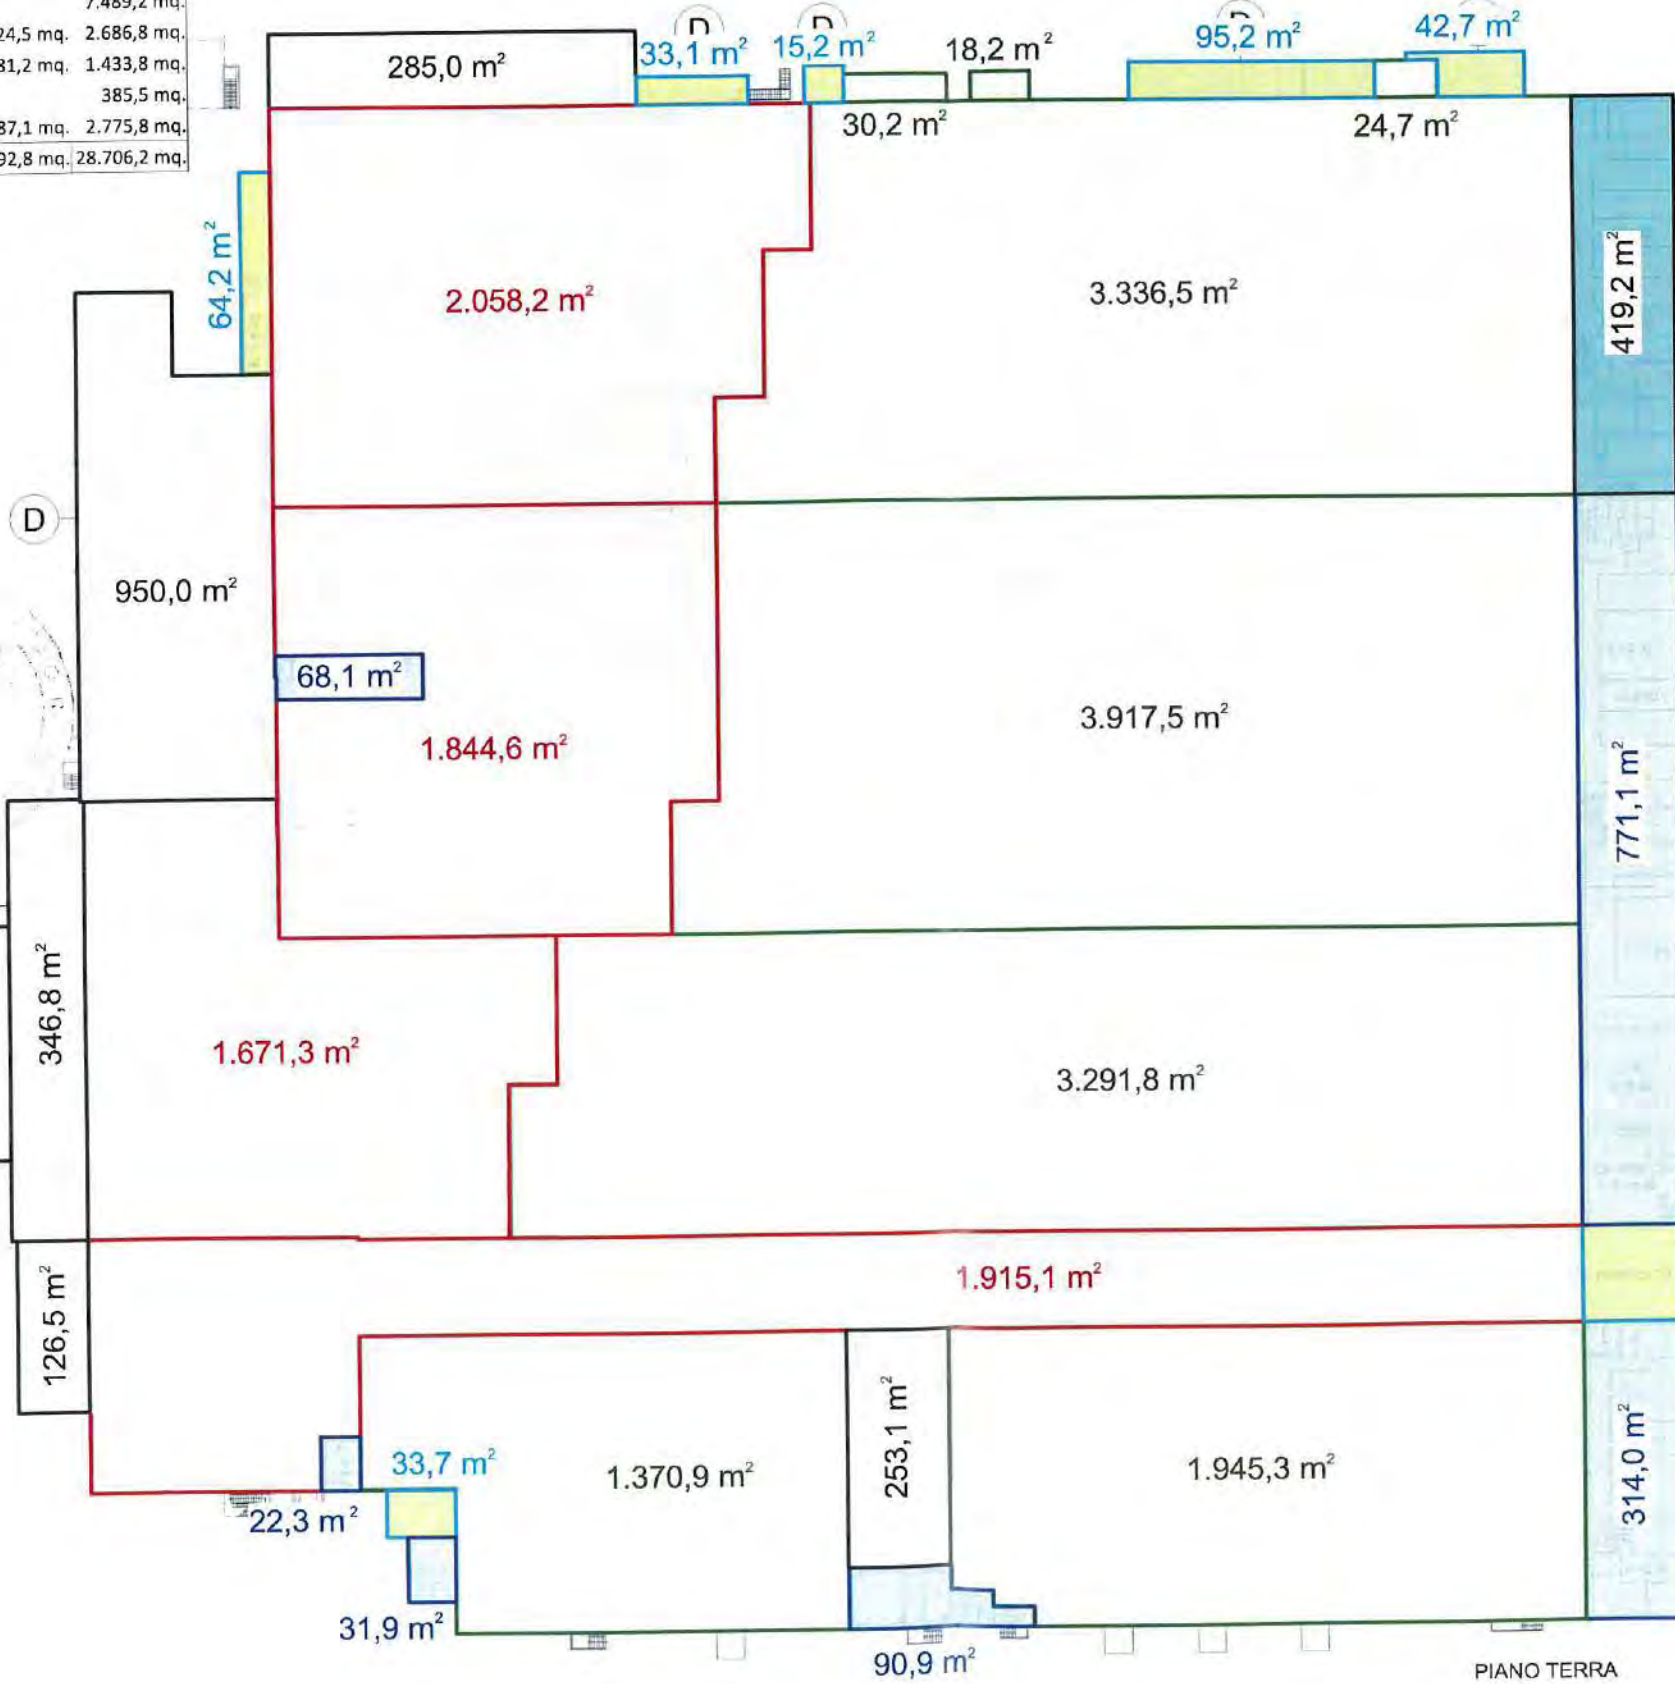 7.489,2 mq.
24,5 mq. 2.686,8 mq.
31,2 mq. 1.433,8 mq.
385,5 mq.
37,1 mq. 2.775,8 mq.
92,8 mq. 28.706,2 mq.
D
D
D
285,0 m²
33,1 m²
15,2 m²
18,2 m²
95,2 m²
42,7 m²
30,2 m²
24,7 m²
64,2 m²
2.058,2 m²
3.336,5 m²
419,2 m²
D
950,0 m²
68,1 m²
1.844,6 m²
3.917,5 m²
771,1 m²
346,8 m²
1.671,3 m²
3.291,8 m²
1.915,1 m²
126,5 m²
33,7 m²
1.370,9 m²
253,1 m²
1.945,3 m²
314,0 m²
22,3 m²
31,9 m²
90,9 m²
PIANO TERRA